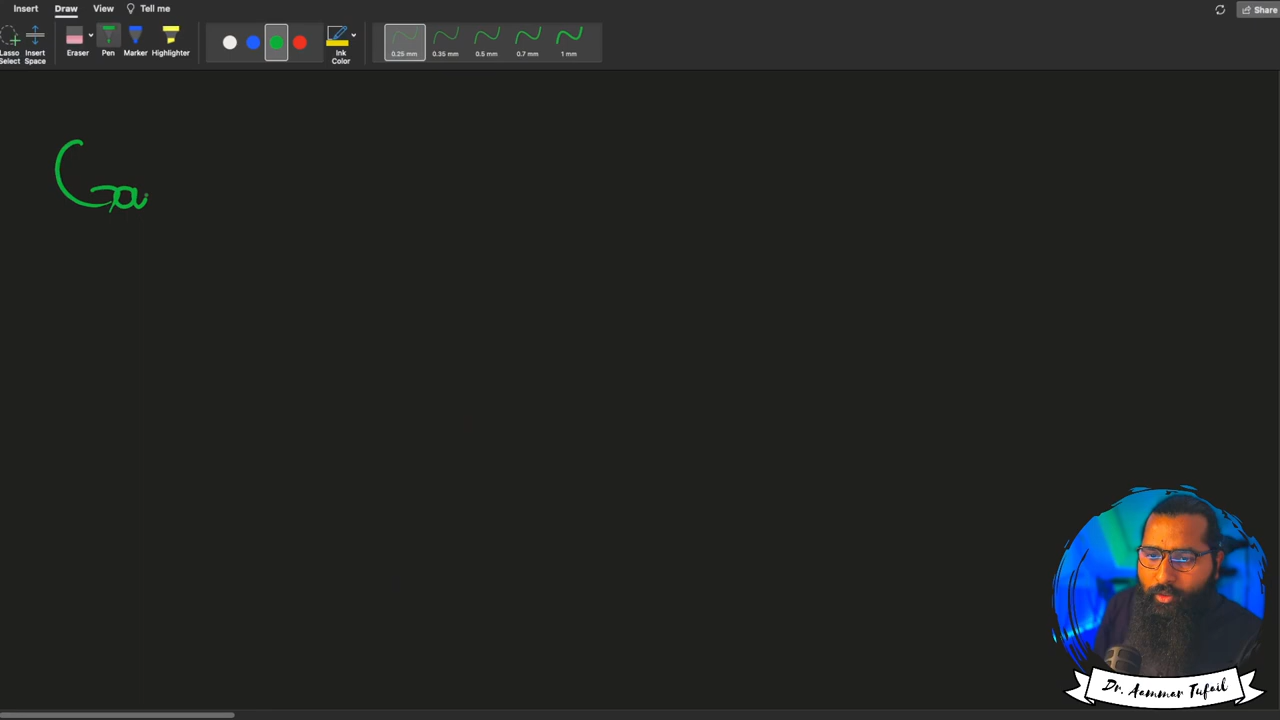 Insert Draw View Tell me Share
Lasso Select Insert Space Eraser Pen Marker Highlighter Ink Color 0.25 mm 0.35 mm 0.5 mm 0.7 mm 1 mm
Ga
Dr. Aammar Tufail